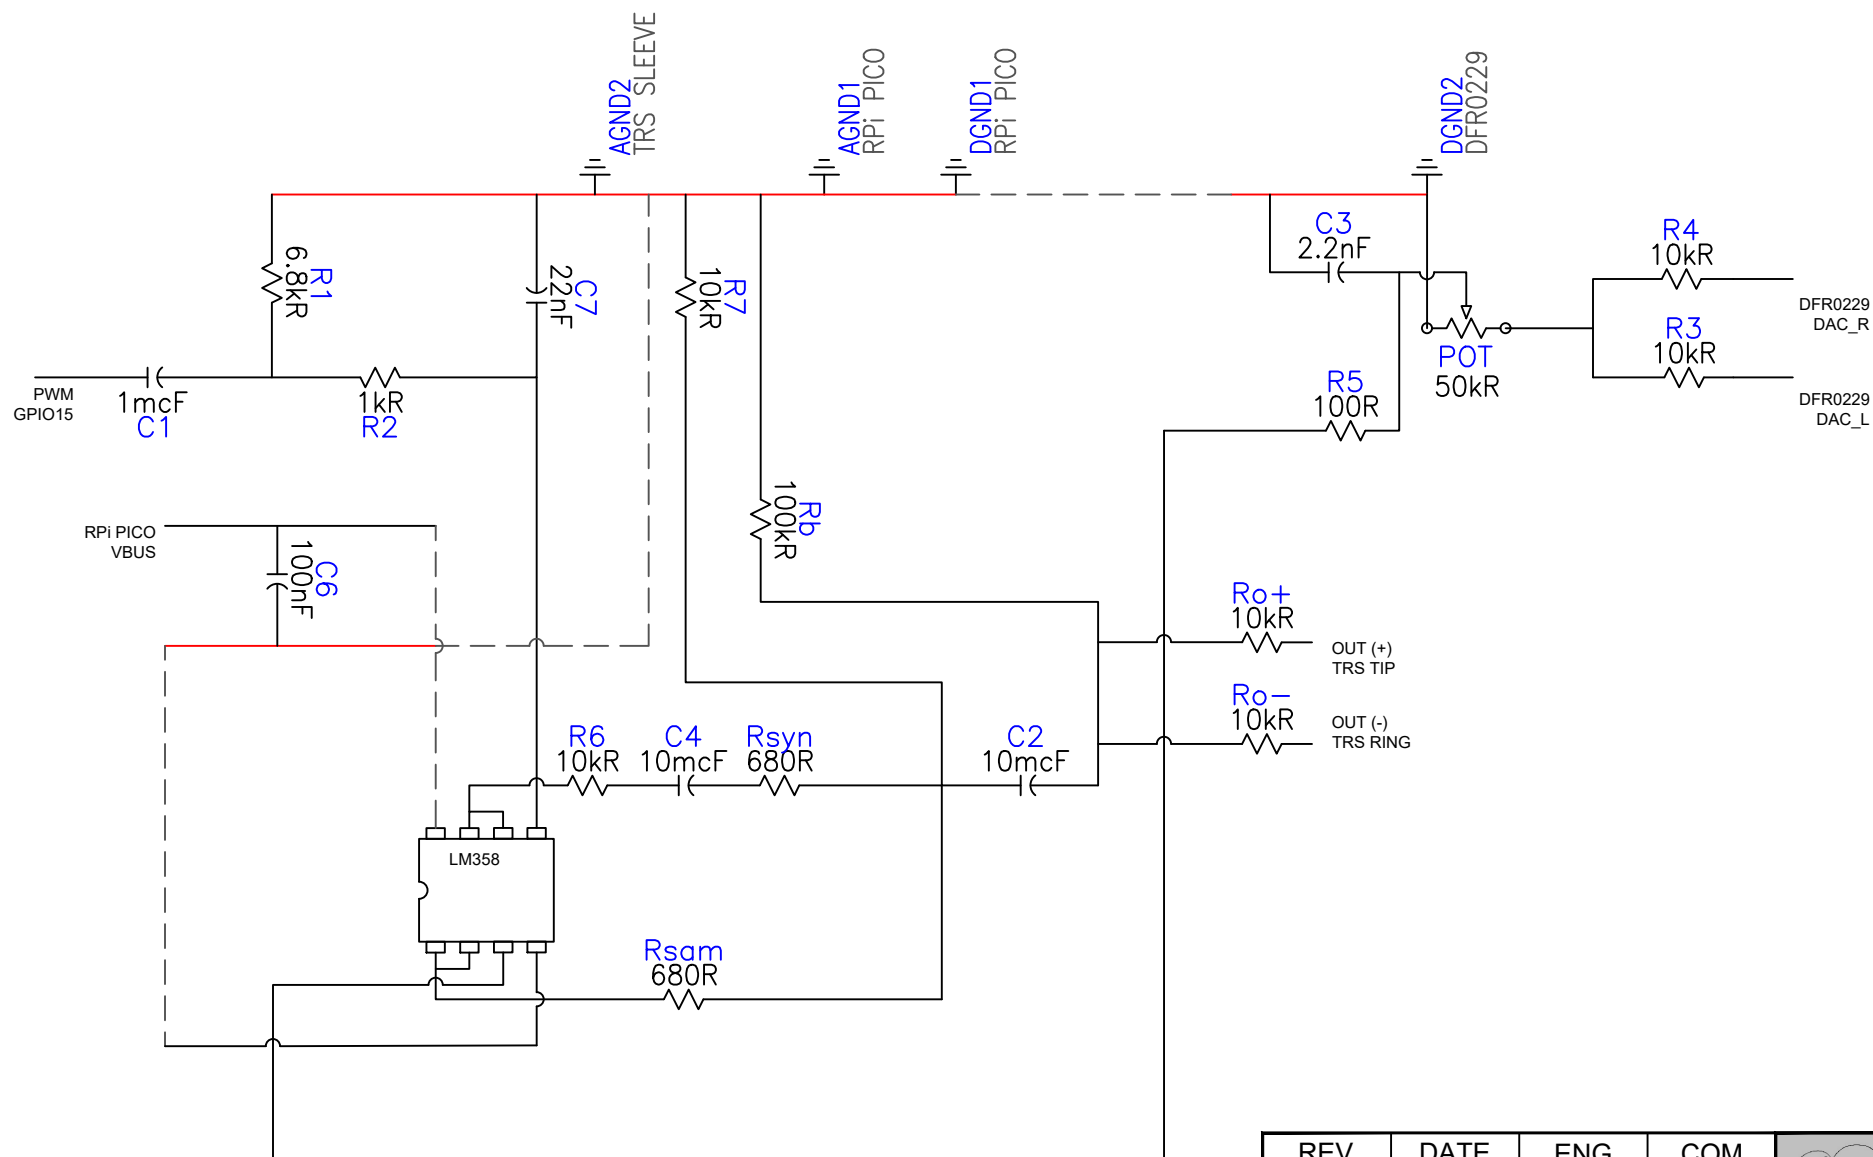 AGND2
TRS SLEEVE
AGND1
RPi PICO
DGND1
RPi PICO
DGND2
DFR0229
R1
6.8kR
C7
22nF
R7
10kR
C3
2.2nF
R4
10kR
DFR0229
DAC_R
R3
10kR
DFR0229
DAC_L
POT
50kR
R5
100R
PWM
GPIO15
1mcF
C1
1kR
R2
Rb
100kR
RPi PICO
VBUS
C6
100nF
Ro+
10kR
OUT (+)
TRS TIP
Ro-
10kR
OUT (-)
TRS RING
R6
10kR
C4
10mcF
Rsyn
680R
C2
10mcF
LM358
Rsam
680R
REV DATE ENG COM